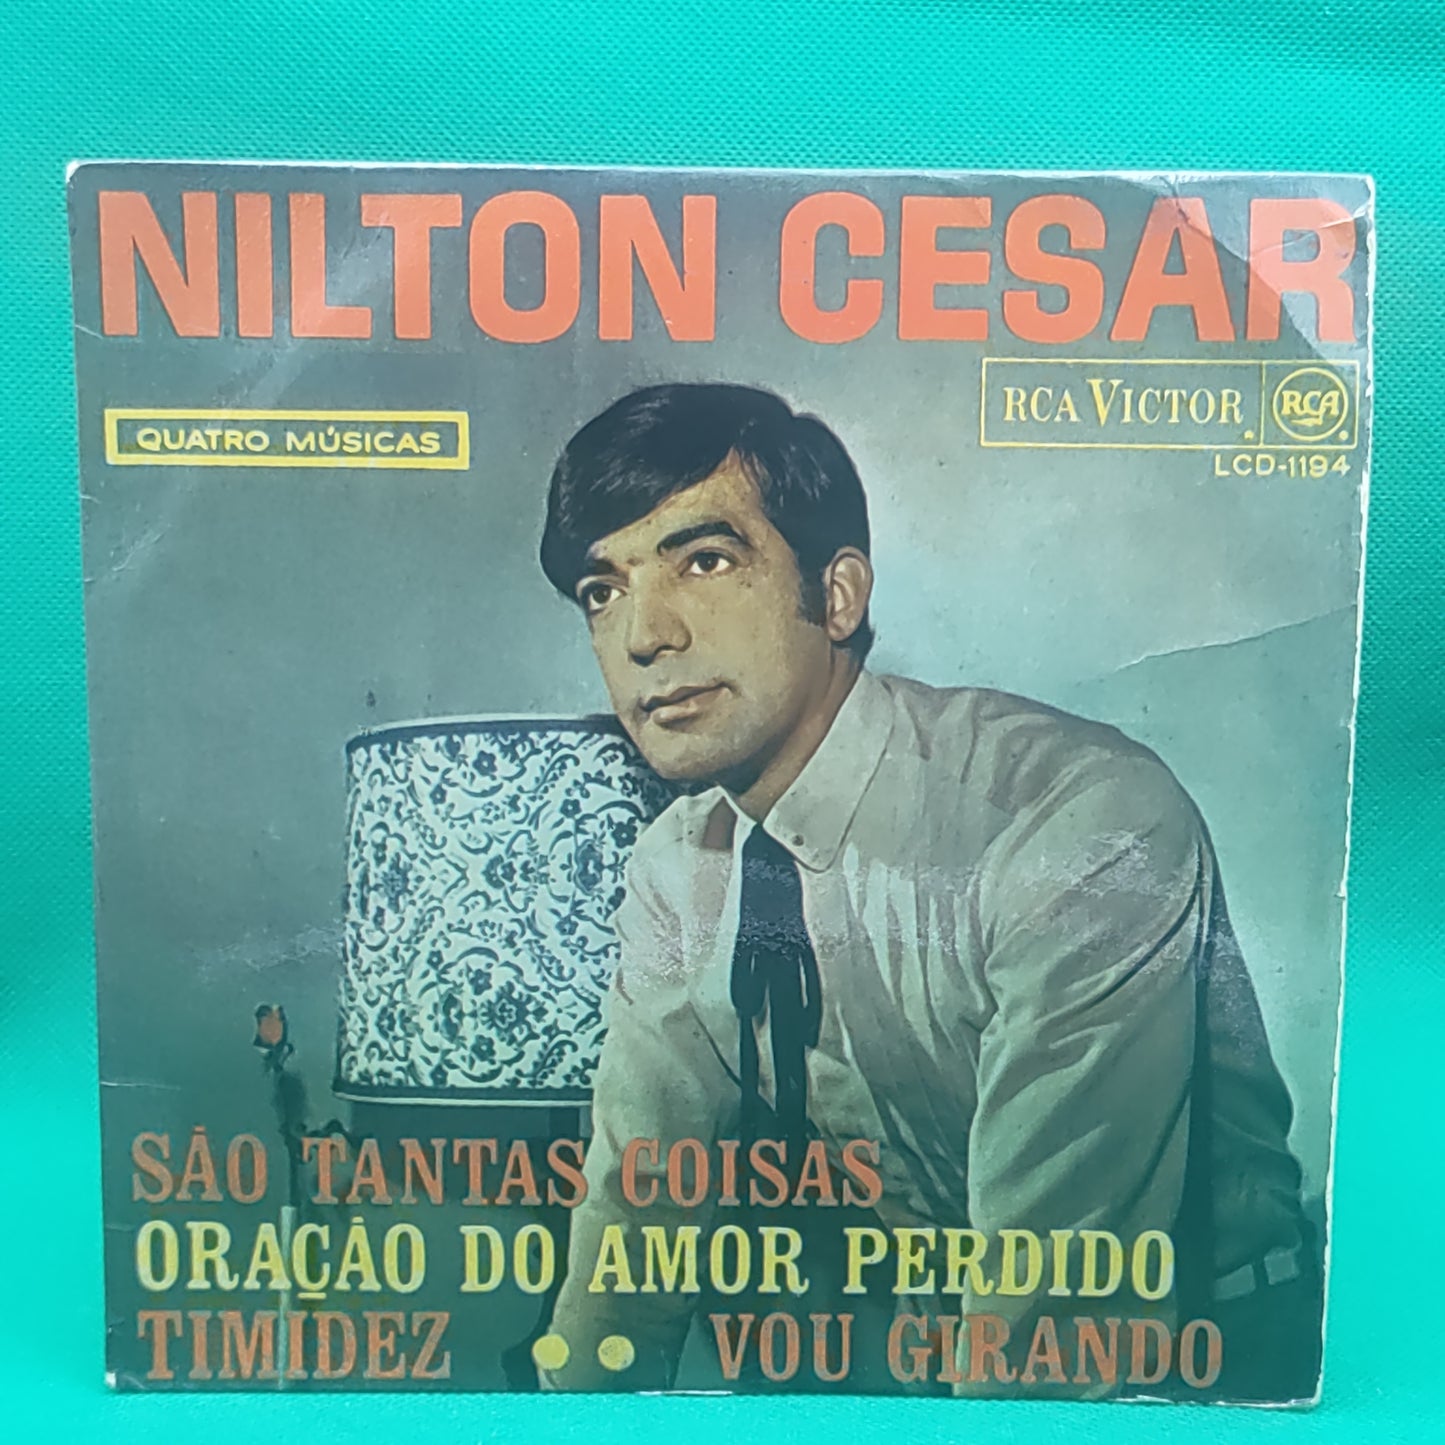 NILTON CESAR
RCA VICTOR RCA
QUATRO MÚSICAS
LCD-1194
SÃO TANTAS COISAS
ORAÇÃO DO AMOR PERDIDO
TIMIDEZ •• VOU GIRANDO